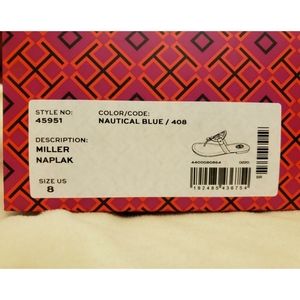 STYLE NO:
45951
COLOR/CODE:
NAUTICAL BLUE / 408
DESCRIPTION:
MILLER
NAPLAK
SIZE US
8